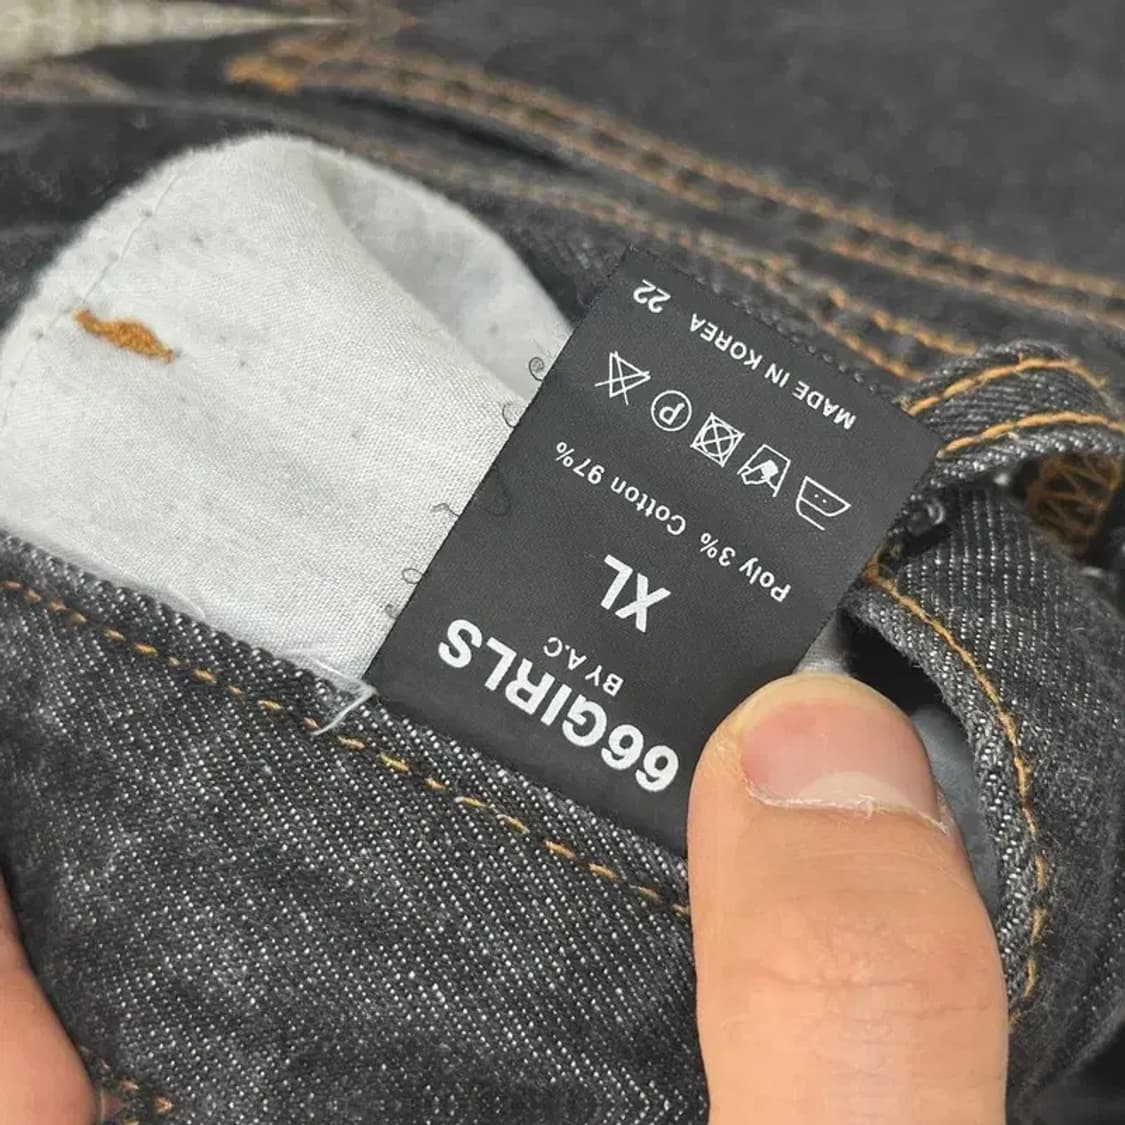 66GIRLS
BY A.C
XL
Poly 3% Cotton 97%
P
MADE IN KOREA 22